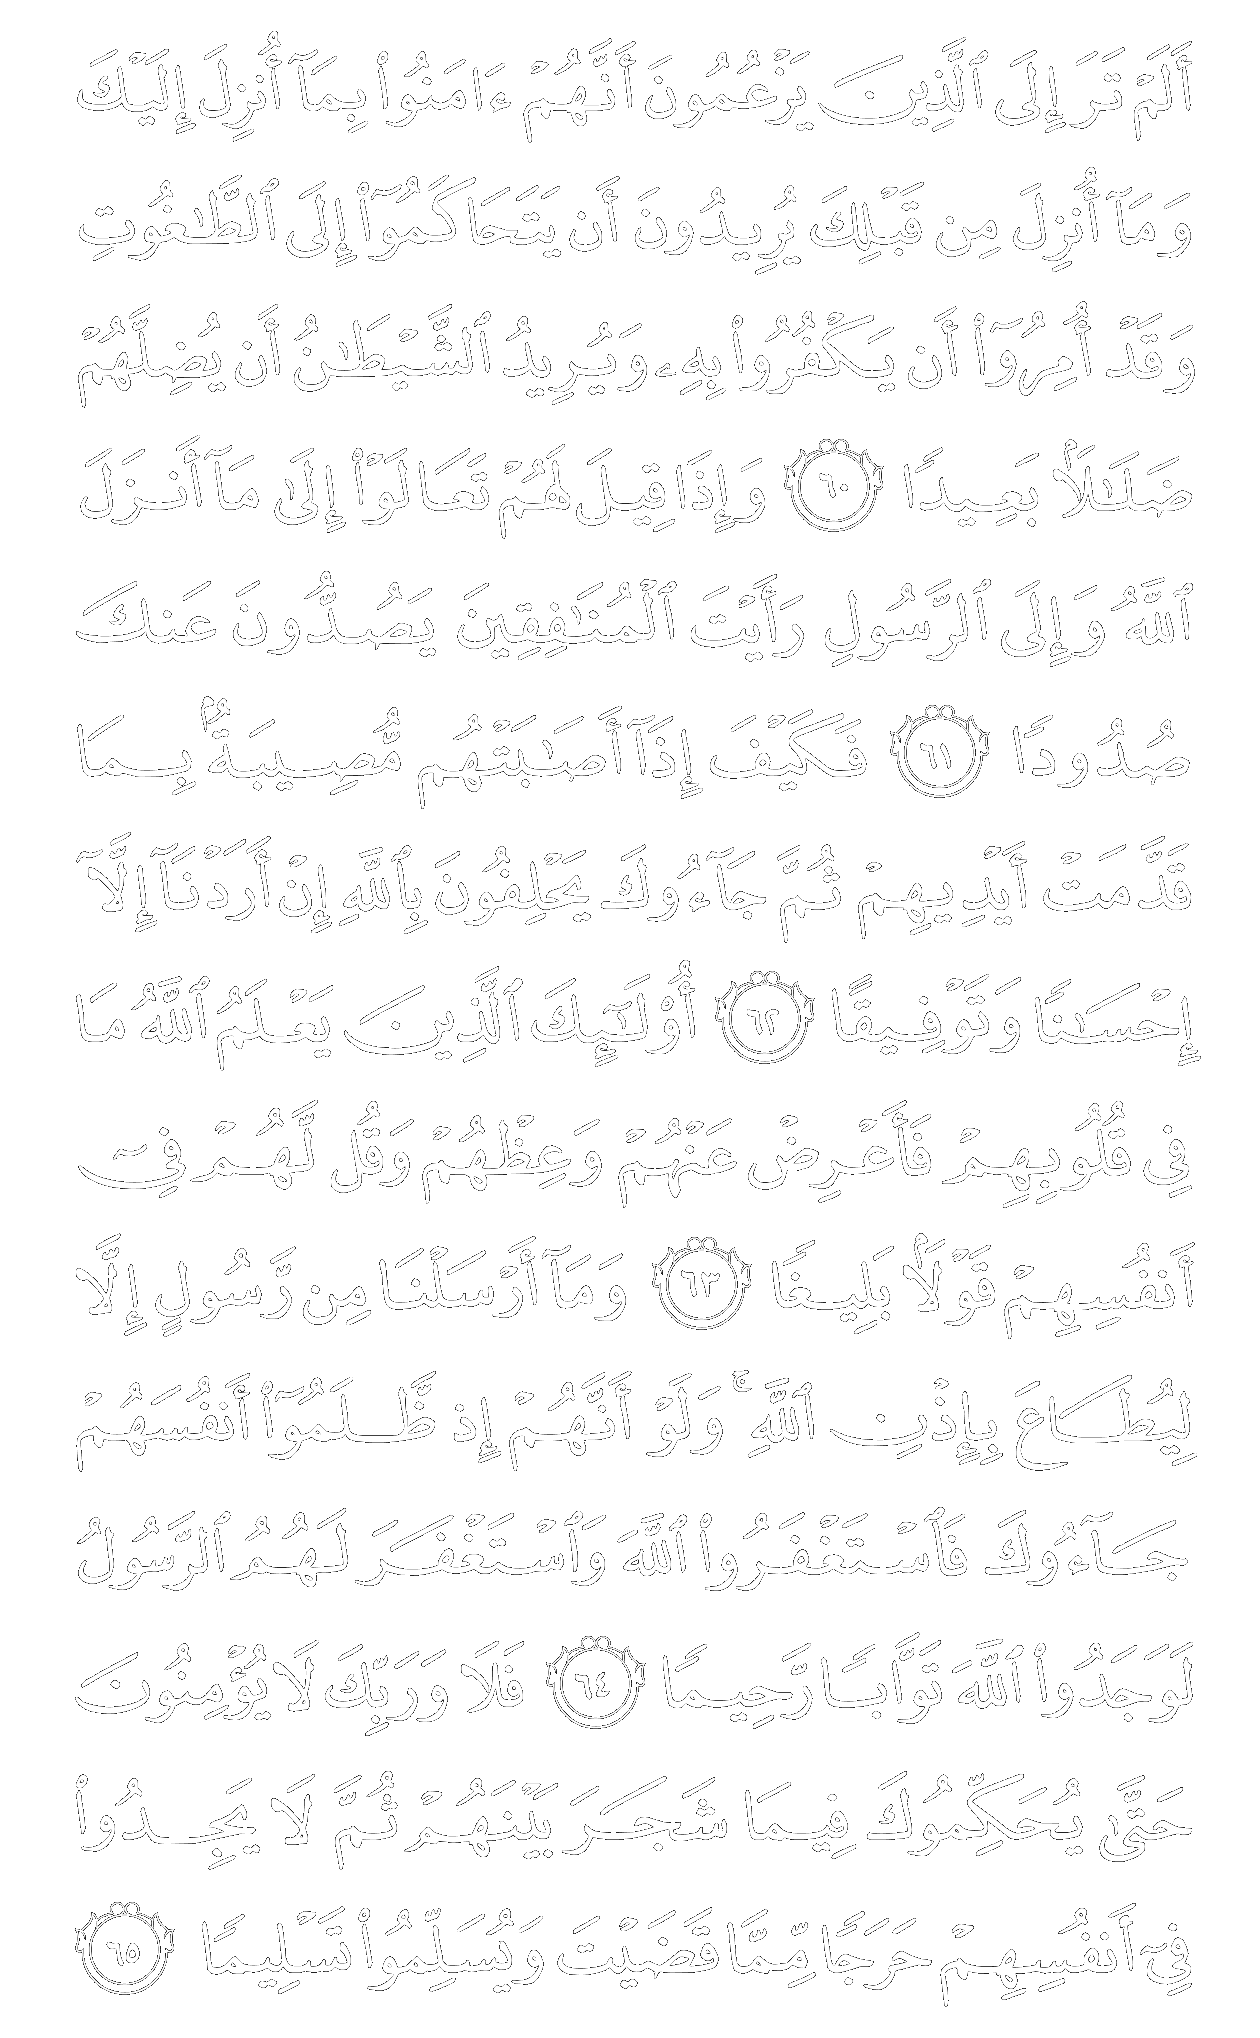 أَلَمْ تَرَ إِلَى ٱلَّذِينَ يَزْعُمُونَ أَنَّهُمْ ءَامَنُوا۟ بِمَآ أُنزِلَ إِلَيْكَ
وَمَآ أُنزِلَ مِن قَبْلِكَ يُرِيدُونَ أَن يَتَحَاكَمُوٓا۟ إِلَى ٱلطَّـٰغُوتِ
وَقَدْ أُمِرُوٓا۟ أَن يَكْفُرُوا۟ بِهِۦ وَيُرِيدُ ٱلشَّيْطَـٰنُ أَن يُضِلَّهُمْ
ضَلَـٰلًۢا بَعِيدًا ٦٠ وَإِذَا قِيلَ لَهُمْ تَعَالَوْا۟ إِلَىٰ مَآ أَنزَلَ
ٱللَّهُ وَإِلَى ٱلرَّسُولِ رَأَيْتَ ٱلْمُنَـٰفِقِينَ يَصُدُّونَ عَنكَ
صُدُودًا ٦١ فَكَيْفَ إِذَآ أَصَـٰبَتْهُم مُّصِيبَةٌۢ بِمَا
قَدَّمَتْ أَيْدِيهِمْ ثُمَّ جَآءُوكَ يَحْلِفُونَ بِٱللَّهِ إِنْ أَرَدْنَآ إِلَّآ
إِحْسَـٰنًا وَتَوْفِيقًا ٦٢ أُو۟لَـٰٓئِكَ ٱلَّذِينَ يَعْلَمُ ٱللَّهُ مَا
فِى قُلُوبِهِمْ فَأَعْرِضْ عَنْهُمْ وَعِظْهُمْ وَقُل لَّهُمْ فِىٓ
أَنفُسِهِمْ قَوْلًۢا بَلِيغًا ٦٣ وَمَآ أَرْسَلْنَا مِن رَّسُولٍ إِلَّا
لِيُطَاعَ بِإِذْنِ ٱللَّهِ ۚ وَلَوْ أَنَّهُمْ إِذ ظَّلَمُوٓا۟ أَنفُسَهُمْ
جَآءُوكَ فَٱسْتَغْفَرُوا۟ ٱللَّهَ وَٱسْتَغْفَرَ لَهُمُ ٱلرَّسُولُ
لَوَجَدُوا۟ ٱللَّهَ تَوَّابًا رَّحِيمًا ٦٤ فَلَا وَرَبِّكَ لَا يُؤْمِنُونَ
حَتَّىٰ يُحَكِّمُوكَ فِيمَا شَجَرَ بَيْنَهُمْ ثُمَّ لَا يَجِدُوا۟
فِىٓ أَنفُسِهِمْ حَرَجًا مِّمَّا قَضَيْتَ وَيُسَلِّمُوا۟ تَسْلِيمًا ٦٥